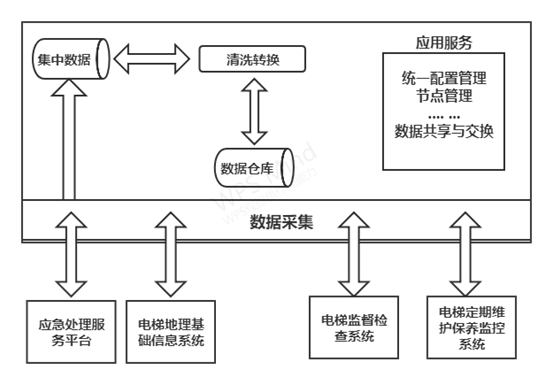 集中数据
清洗转换
应用服务
统一配置管理
节点管理
.... ...
数据共享与交换
数据仓库
数据采集
应急处理服
务平台
电梯地理基
础信息系统
电梯监督检
查系统
电梯定期维
护保养监控
系统